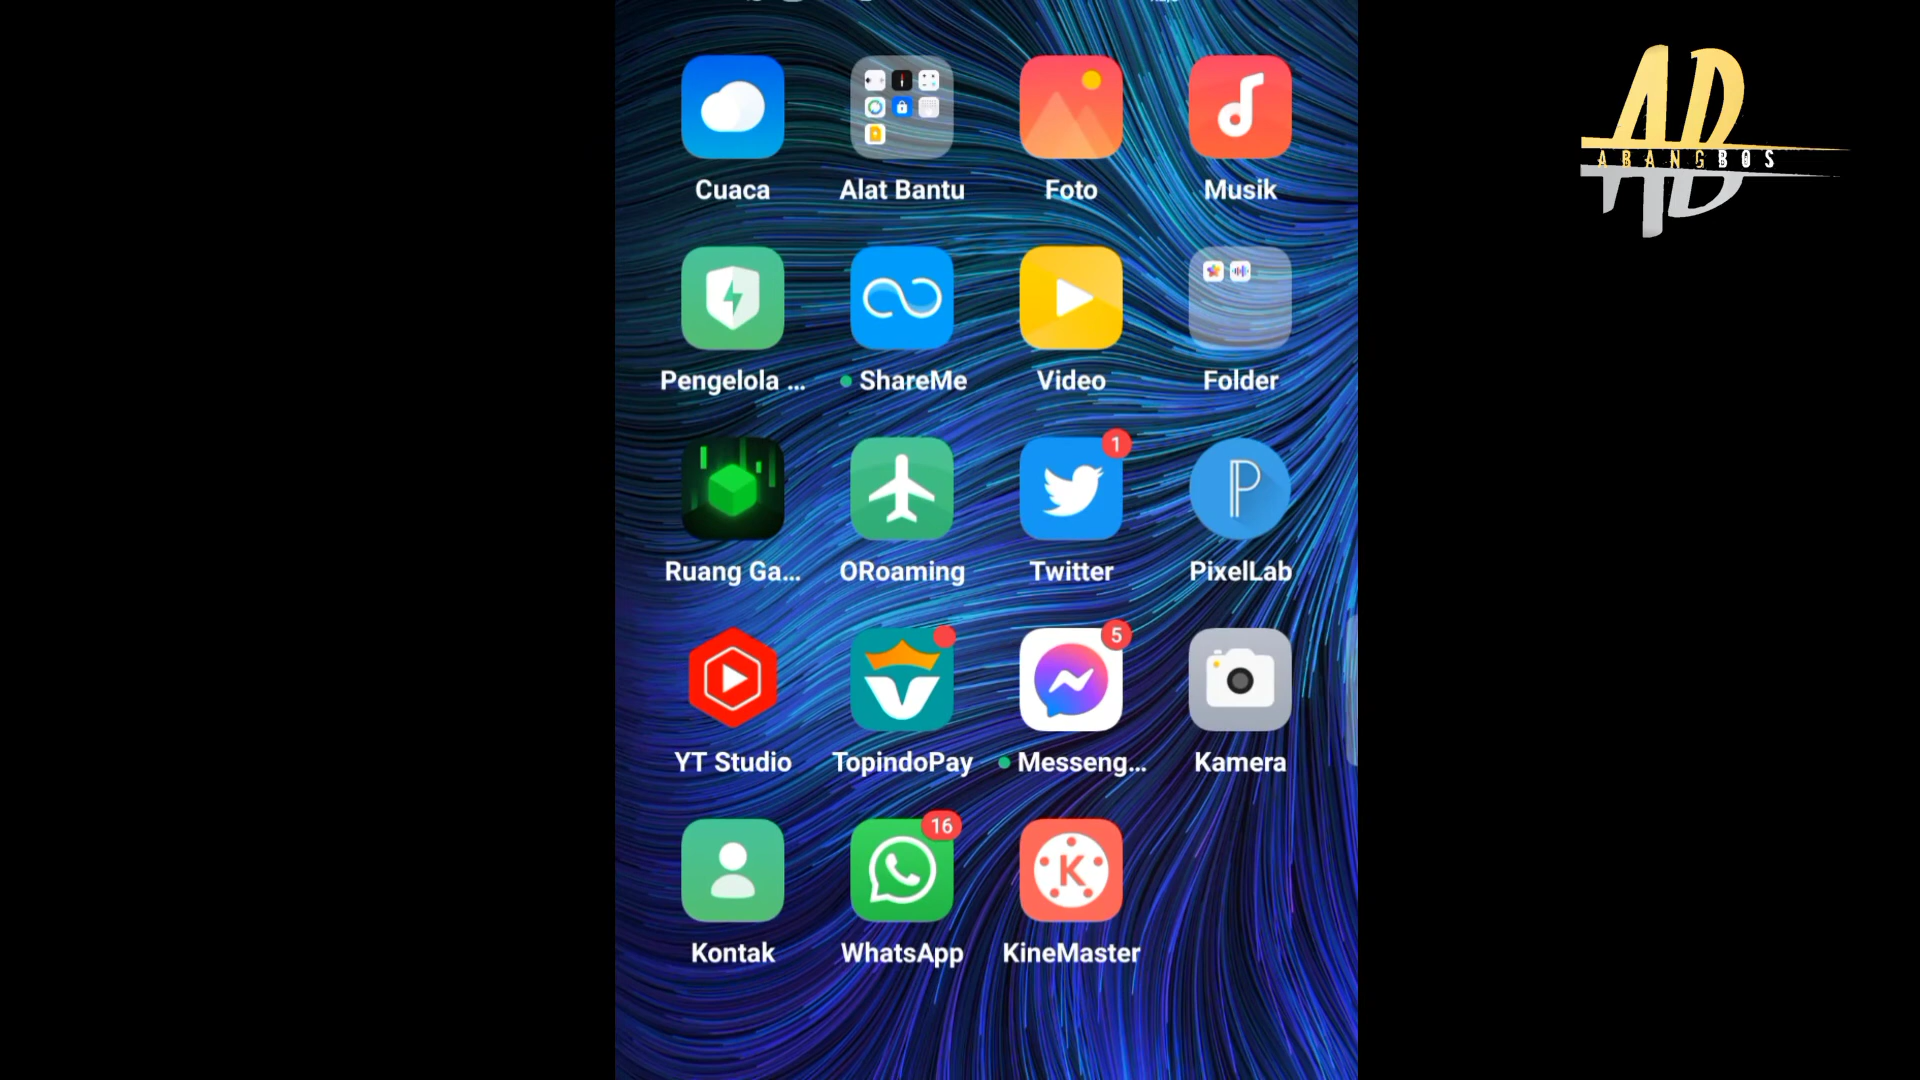 ABANGBOS
AB
Cuaca Alat Bantu Foto Musik
Pengelola ... ShareMe Video Folder
1
Ruang Ga... ORoaming Twitter PixelLab
5
YT Studio TopindoPay Messeng... Kamera
16
K
Kontak WhatsApp KineMaster